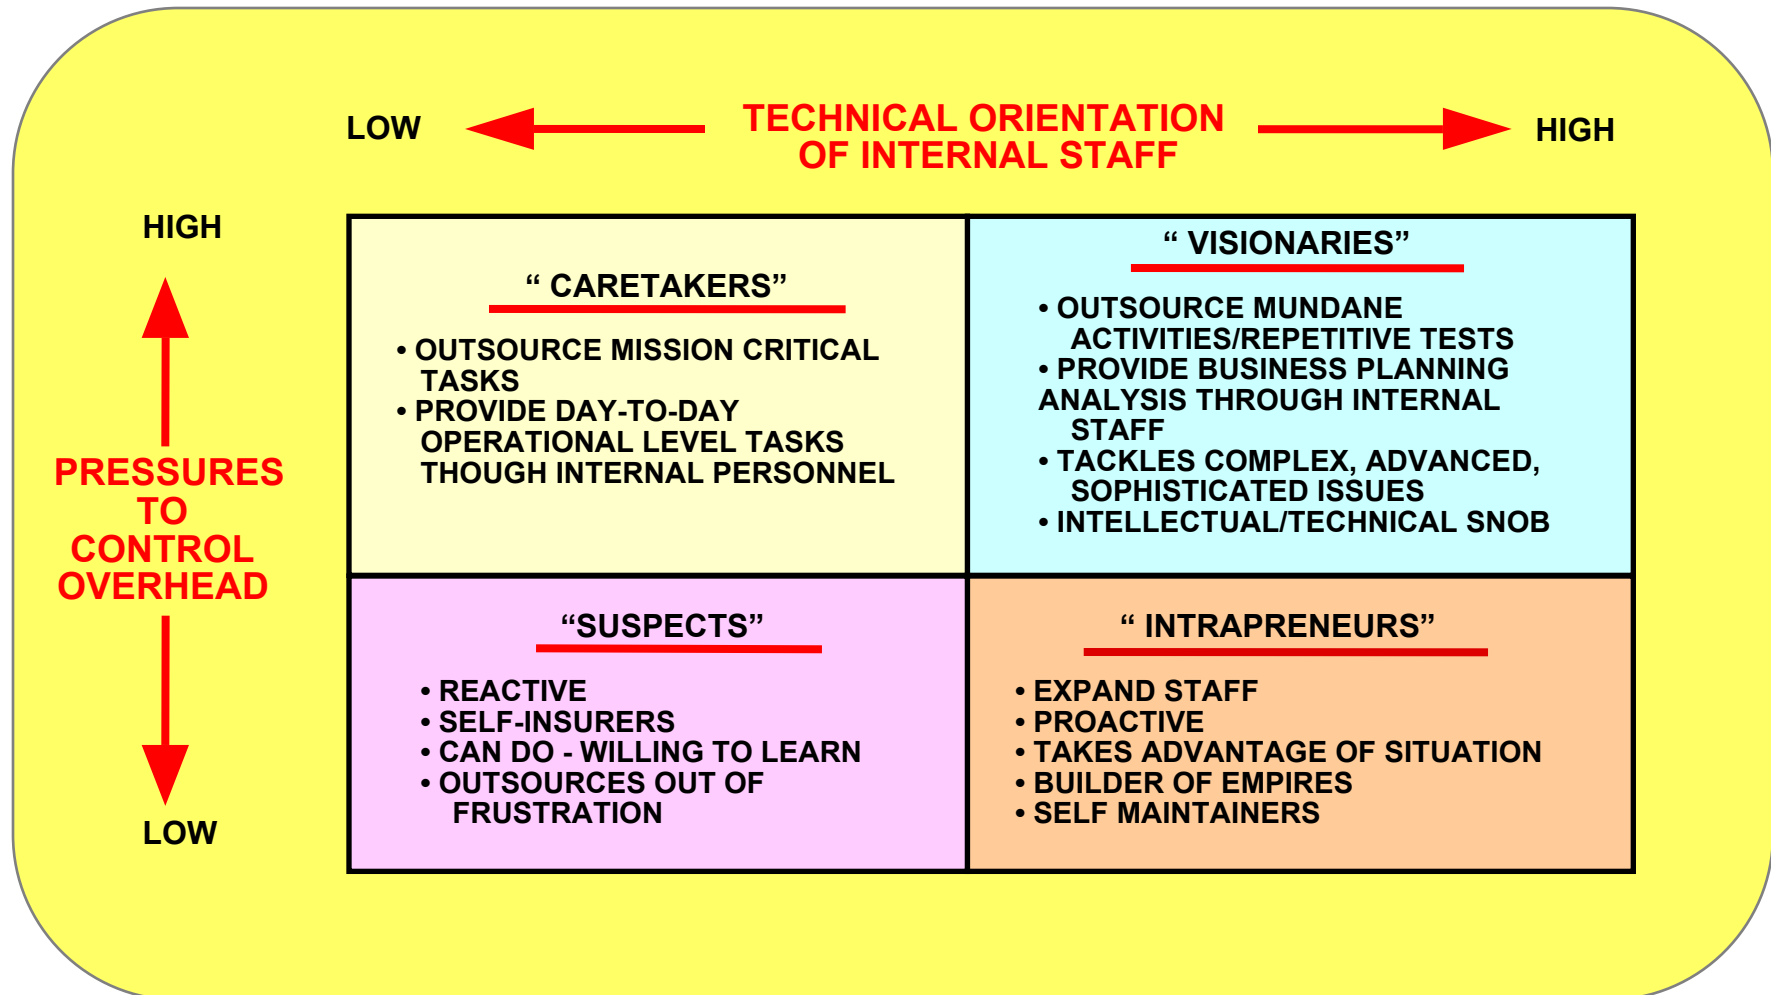 LOW
TECHNICAL ORIENTATION
OF INTERNAL STAFF
HIGH
HIGH
PRESSURES
TO
CONTROL
OVERHEAD
LOW
“ CARETAKERS”
• OUTSOURCE MISSION CRITICAL
TASKS
• PROVIDE DAY-TO-DAY
OPERATIONAL LEVEL TASKS
THOUGH INTERNAL PERSONNEL
“ VISIONARIES”
• OUTSOURCE MUNDANE
ACTIVITIES/REPETITIVE TESTS
• PROVIDE BUSINESS PLANNING
ANALYSIS THROUGH INTERNAL
STAFF
• TACKLES COMPLEX, ADVANCED,
SOPHISTICATED ISSUES
• INTELLECTUAL/TECHNICAL SNOB
“SUSPECTS”
• REACTIVE
• SELF-INSURERS
• CAN DO - WILLING TO LEARN
• OUTSOURCES OUT OF
FRUSTRATION
“ INTRAPRENEURS”
• EXPAND STAFF
• PROACTIVE
• TAKES ADVANTAGE OF SITUATION
• BUILDER OF EMPIRES
• SELF MAINTAINERS